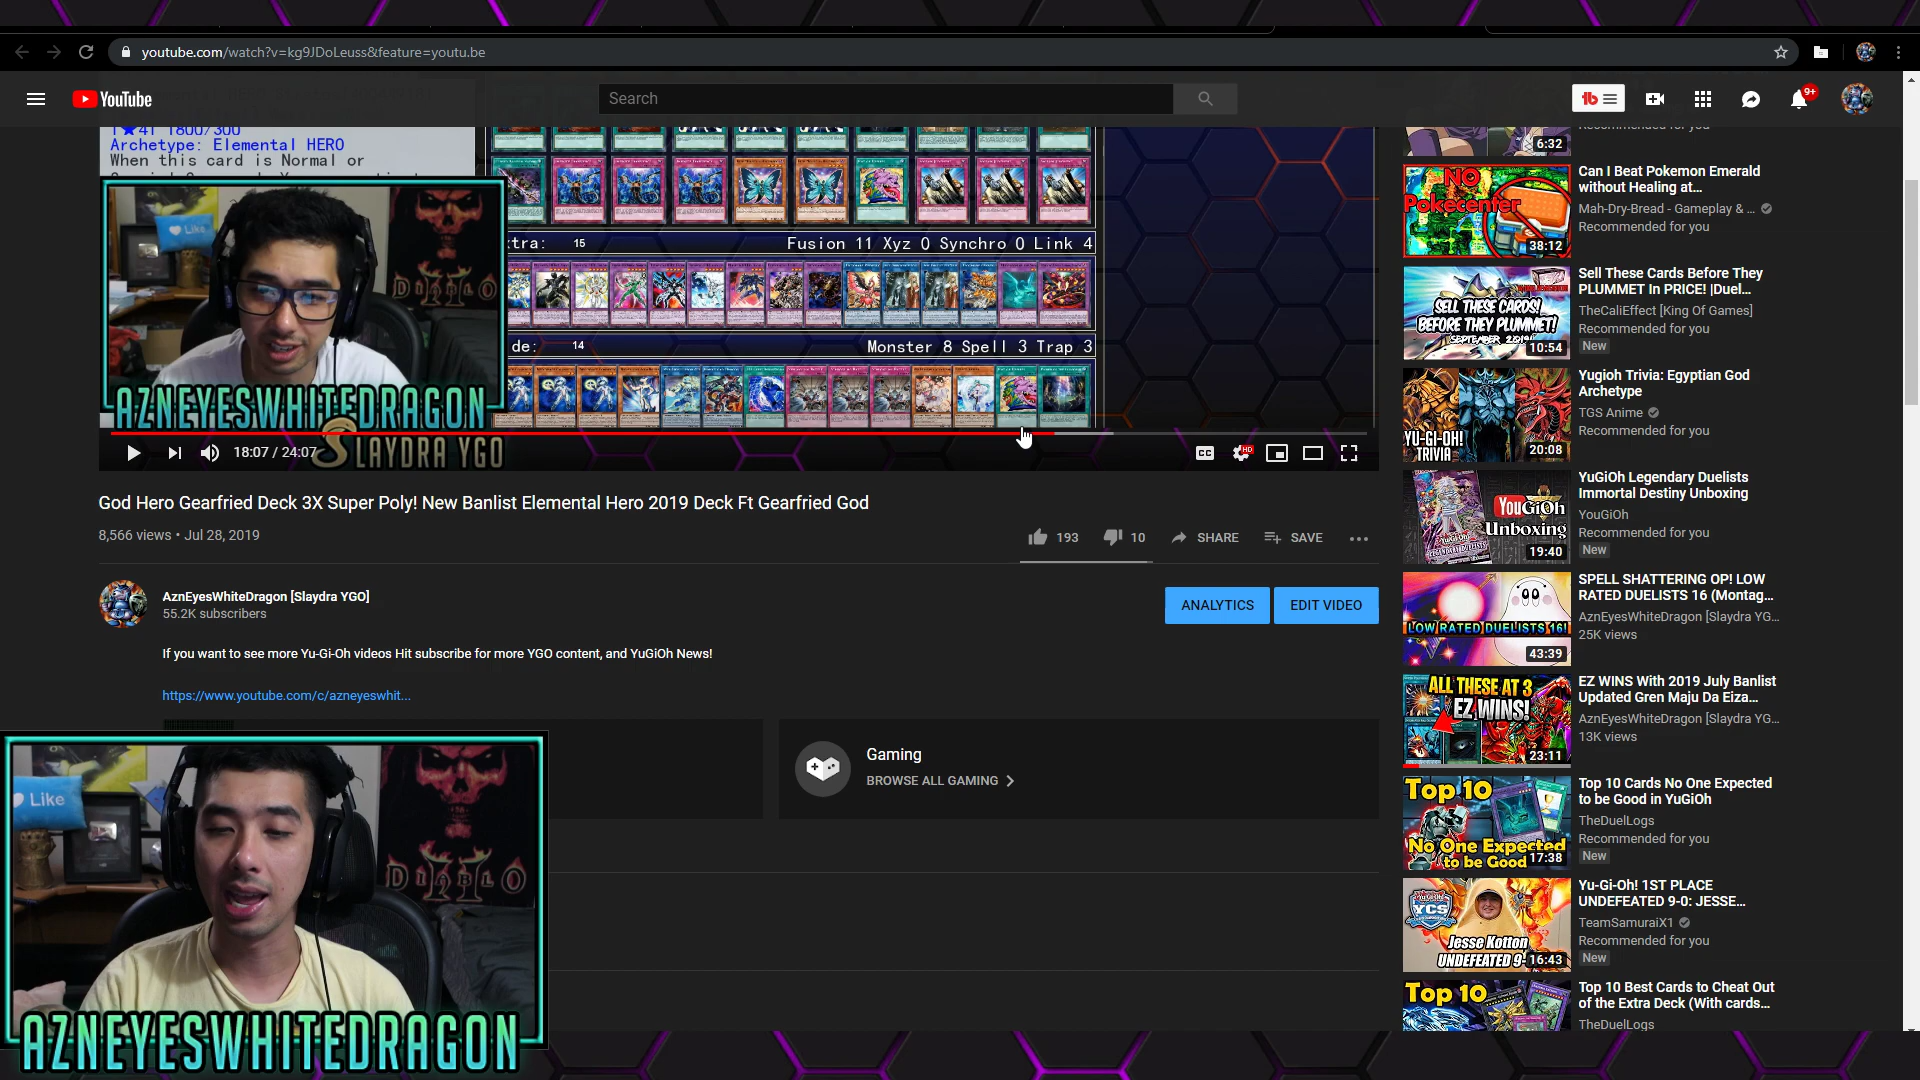 youtube.com/watch?v=kg9JDoLeuss&feature=youtu.be
YouTube
Search
9+
1★41 1800/300
Archetype: Elemental HERO
When this card is Normal or
Like
DIABLO
AZNEYESWHITEDRAGON
SLAYDRA YGO
xtra: 15 Fusion 11 Xyz 0 Synchro 0 Link 4
de: 14 Monster 8 Spell 3 Trap 3
18:07 / 24:07
CC
HD
God Hero Gearfried Deck 3X Super Poly! New Banlist Elemental Hero 2019 Deck Ft Gearfried God
8,566 views • Jul 28, 2019
193
10
SHARE
SAVE
AznEyesWhiteDragon [Slaydra YGO]
55.2K subscribers
ANALYTICS
EDIT VIDEO
If you want to see more Yu-Gi-Oh videos Hit subscribe for more YGO content, and YuGiOh News!
https://www.youtube.com/c/azneyeswhit...
Gaming
BROWSE ALL GAMING
Like
DIABLO
AZNEYESWHITEDRAGON
6:32
Recommended for you
NO
Pokecenter
38:12
Can I Beat Pokemon Emerald
without Healing at...
Mah-Dry-Bread - Gameplay & ...
Recommended for you
SELL THESE CARDS!
BEFORE THEY PLUMMET!
SEPTEMBER 2019
10:54
Sell These Cards Before They
PLUMMET In PRICE! |Duel...
TheCaliEffect [King Of Games]
Recommended for you
New
YU-GI-OH!
TRIVIA
20:08
Yugioh Trivia: Egyptian God
Archetype
TGS Anime
Recommended for you
YouGiOh
Unboxing
19:40
YuGiOh Legendary Duelists
Immortal Destiny Unboxing
YouGiOh
Recommended for you
New
LOW RATED DUELISTS 16!
43:39
SPELL SHATTERING OP! LOW
RATED DUELISTS 16 (Montag...
AznEyesWhiteDragon [Slaydra YG...
25K views
ALL THESE AT 3
EZ WINS!
23:11
EZ WINS With 2019 July Banlist
Updated Gren Maju Da Eiza...
AznEyesWhiteDragon [Slaydra YG...
13K views
Top 10
No One Expected
to be Good
17:38
Top 10 Cards No One Expected
to be Good in YuGiOh
TheDuelLogs
Recommended for you
New
YCS
Jesse Kotton
UNDEFEATED 9-
16:43
Yu-Gi-Oh! 1ST PLACE
UNDEFEATED 9-0: JESSE...
TeamSamuraiX1
Recommended for you
New
Top 10
Top 10 Best Cards to Cheat Out
of the Extra Deck (With cards...
TheDuelLogs